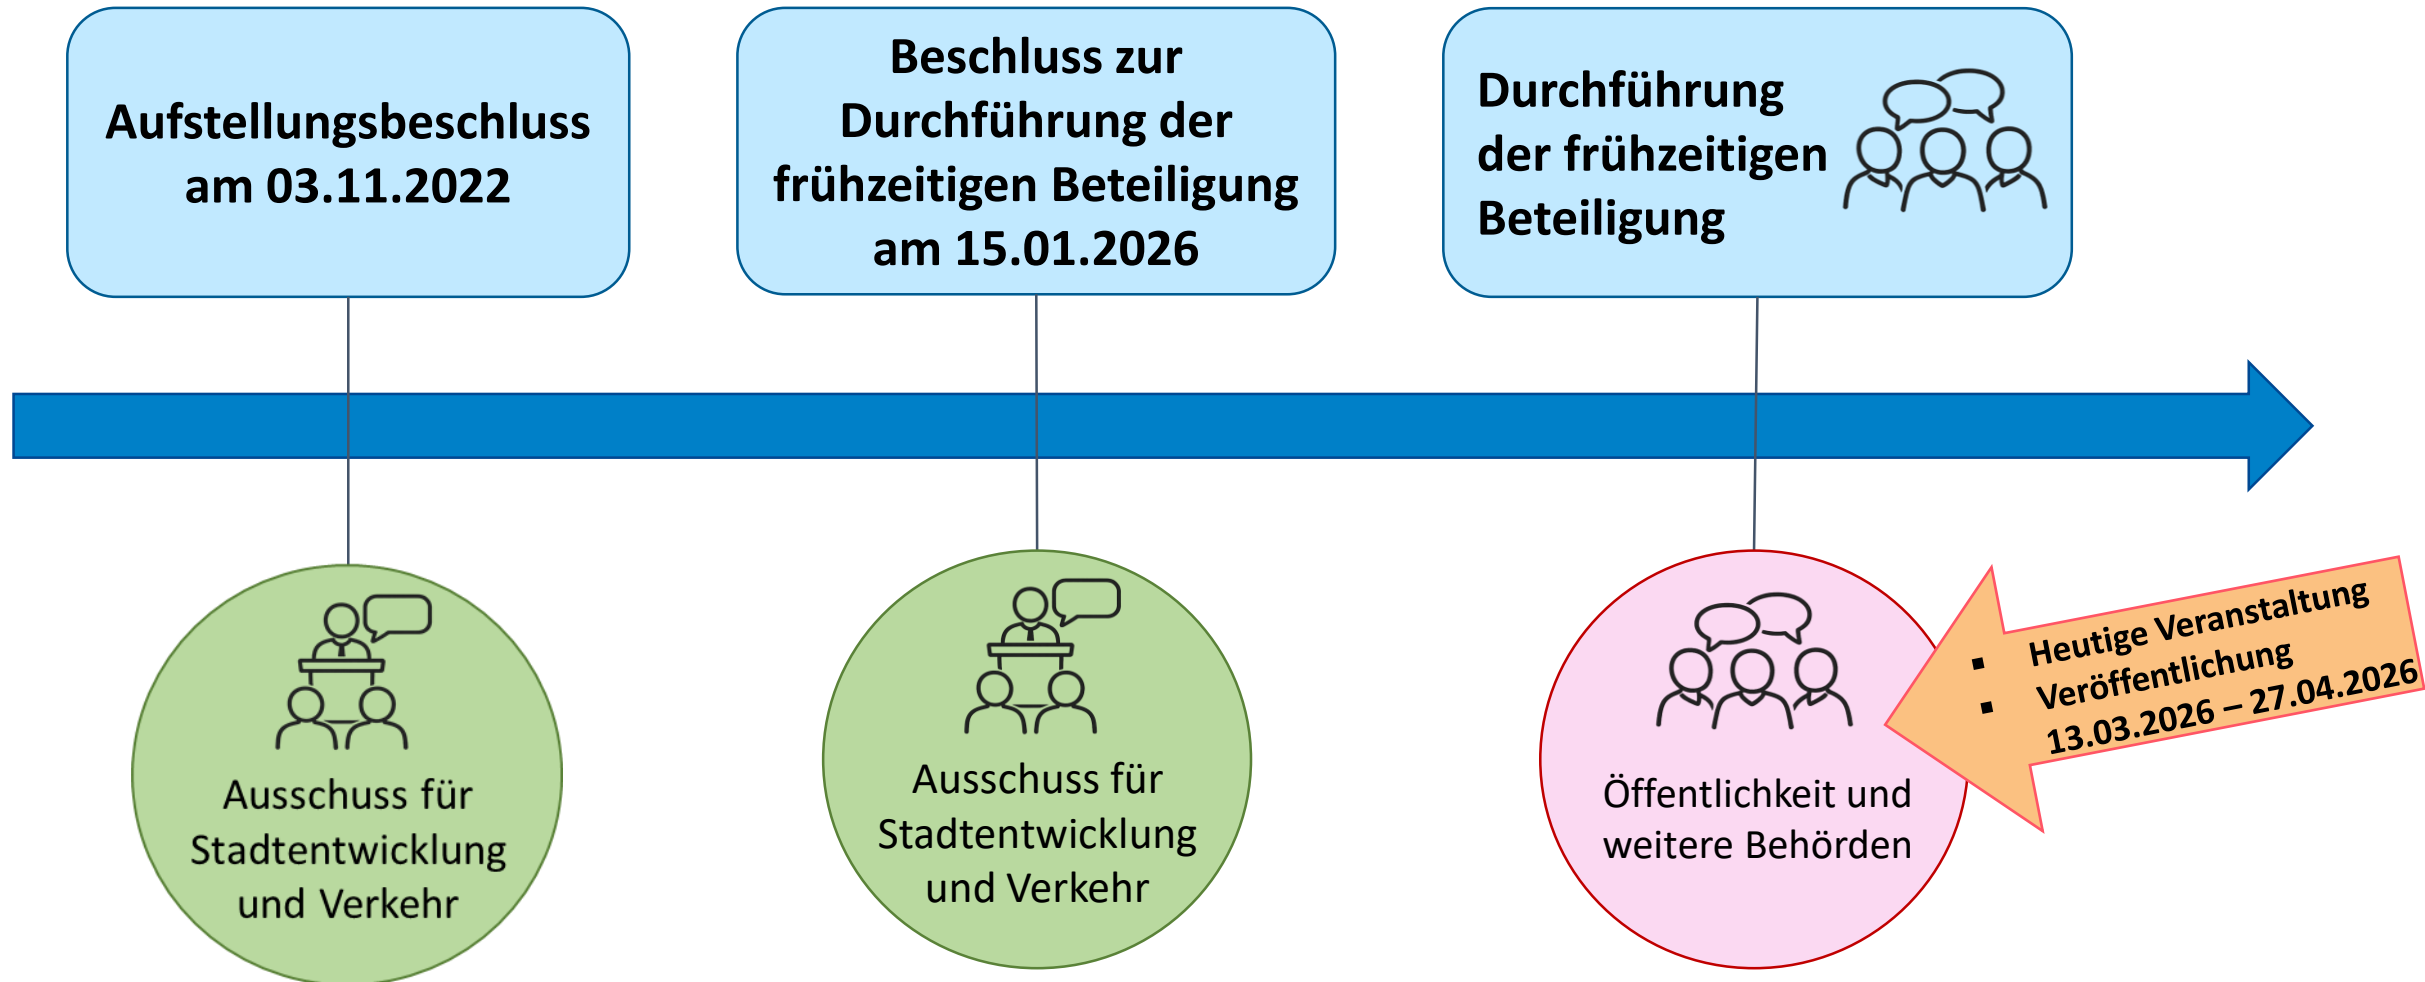 Aufstellungsbeschluss
am 03.11.2022
Beschluss zur
Durchführung der
frühzeitigen Beteiligung
am 15.01.2026
Durchführung
der frühzeitigen
Beteiligung
Ausschuss für
Stadtentwicklung
und Verkehr
Ausschuss für
Stadtentwicklung
und Verkehr
Öffentlichkeit und
weitere Behörden
▪ Heutige Veranstaltung
▪ Veröffentlichung
13.03.2026 – 27.04.2026